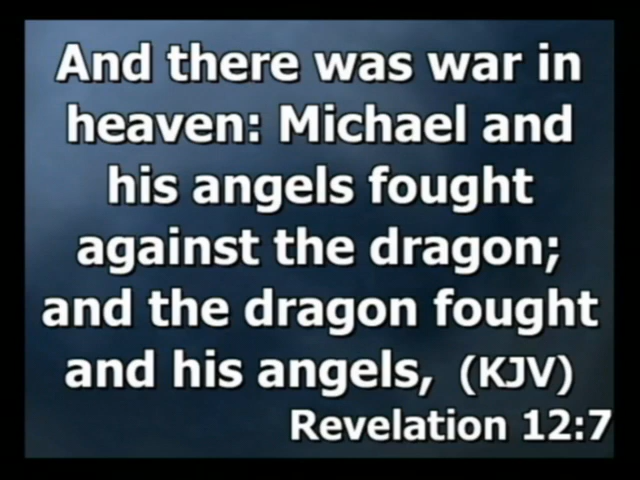 And there was war in
heaven: Michael and
his angels fought
against the dragon;
and the dragon fought
and his angels, (KJV)
Revelation 12:7